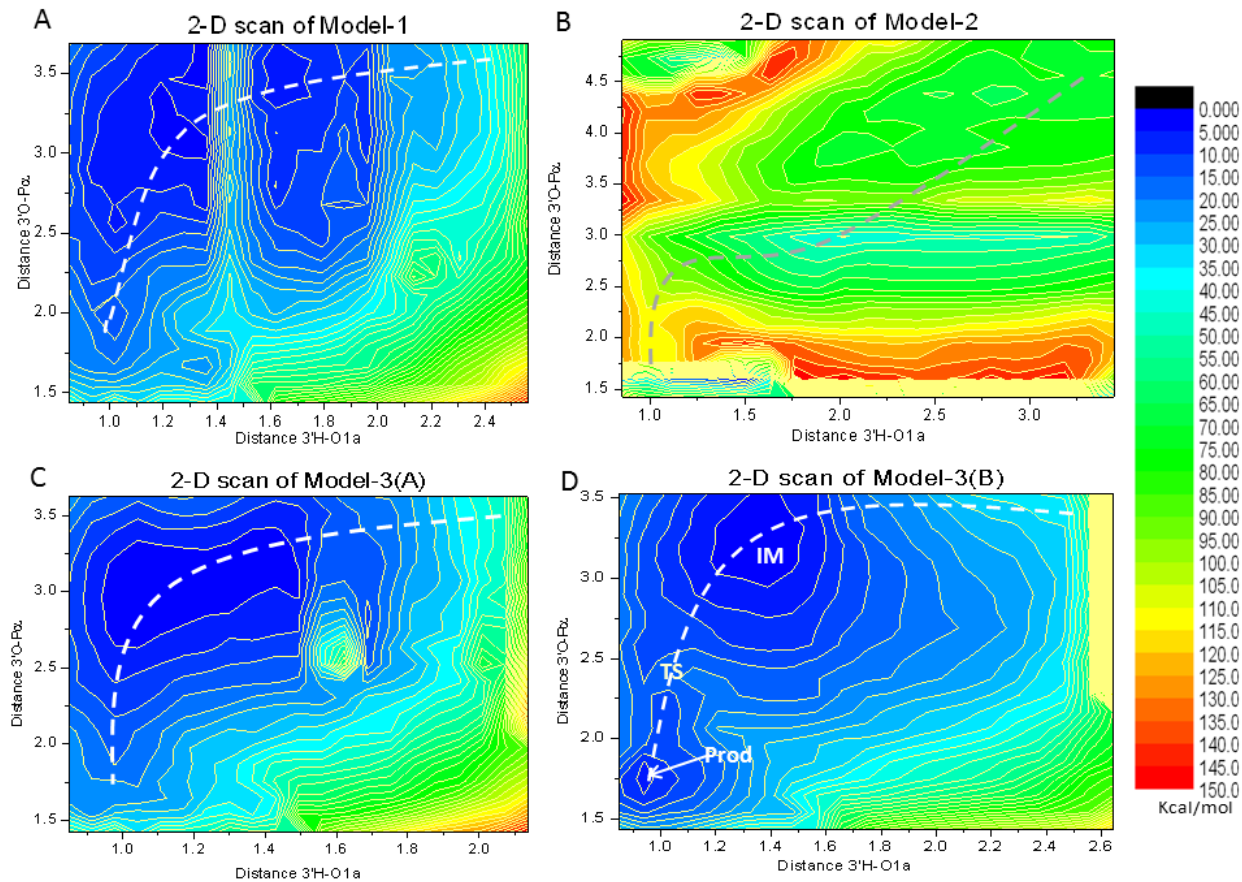 A
2-D scan of Model-1
3.5
3.0
2.5
2.0
1.5
Distance 3'O-Pα
1.0 1.2 1.4 1.6 1.8 2.0 2.2 2.4
Distance 3'H-O1a
B
2-D scan of Model-2
4.5
4.0
3.5
3.0
2.5
2.0
1.5
Distance 3'O-Pα
1.0 1.5 2.0 2.5 3.0
Distance 3'H-O1a
0.000
5.000
10.00
15.00
20.00
25.00
30.00
35.00
40.00
45.00
50.00
55.00
60.00
65.00
70.00
75.00
80.00
85.00
90.00
95.00
100.0
105.0
110.0
115.0
120.0
125.0
130.0
135.0
140.0
145.0
150.0
Kcal/mol
C
2-D scan of Model-3(A)
3.5
3.0
2.5
2.0
1.5
Distance 3'O-Pα
1.0 1.2 1.4 1.6 1.8 2.0
Distance 3'H-O1a
D
2-D scan of Model-3(B)
3.5
3.0
2.5
2.0
1.5
Distance 3'O-Pα
IM
TS
Prod
1.0 1.2 1.4 1.6 1.8 2.0 2.2 2.4 2.6
Distance 3'H-O1a